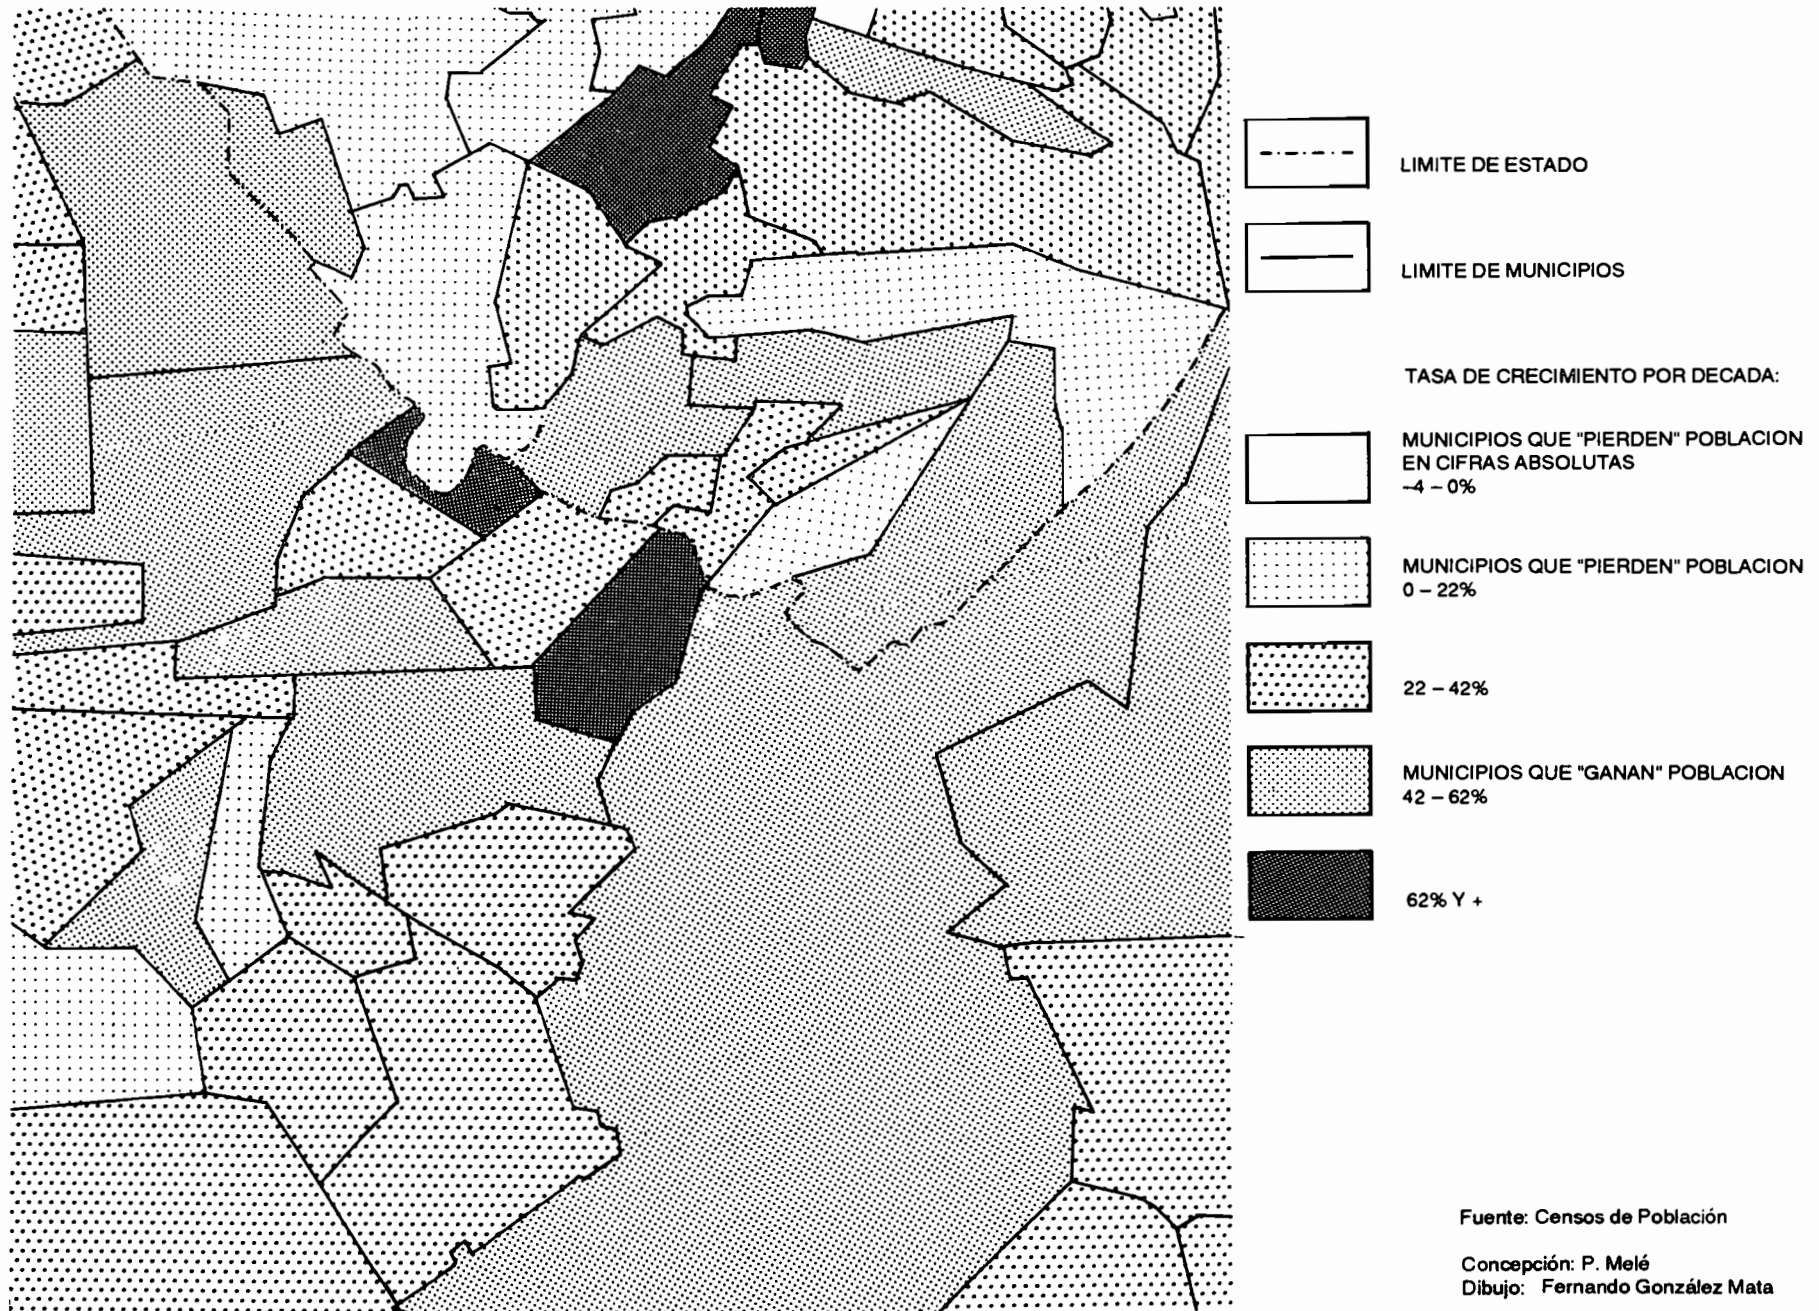 LIMITE DE ESTADO
LIMITE DE MUNICIPIOS
TASA DE CRECIMIENTO POR DECADA:
MUNICIPIOS QUE "PIERDEN" POBLACION
EN CIFRAS ABSOLUTAS
–4 – 0%
MUNICIPIOS QUE "PIERDEN" POBLACION
0 – 22%
22 – 42%
MUNICIPIOS QUE "GANAN" POBLACION
42 – 62%
62% Y +
Fuente: Censos de Población
Concepción: P. Melé
Dibujo: Fernando González Mata